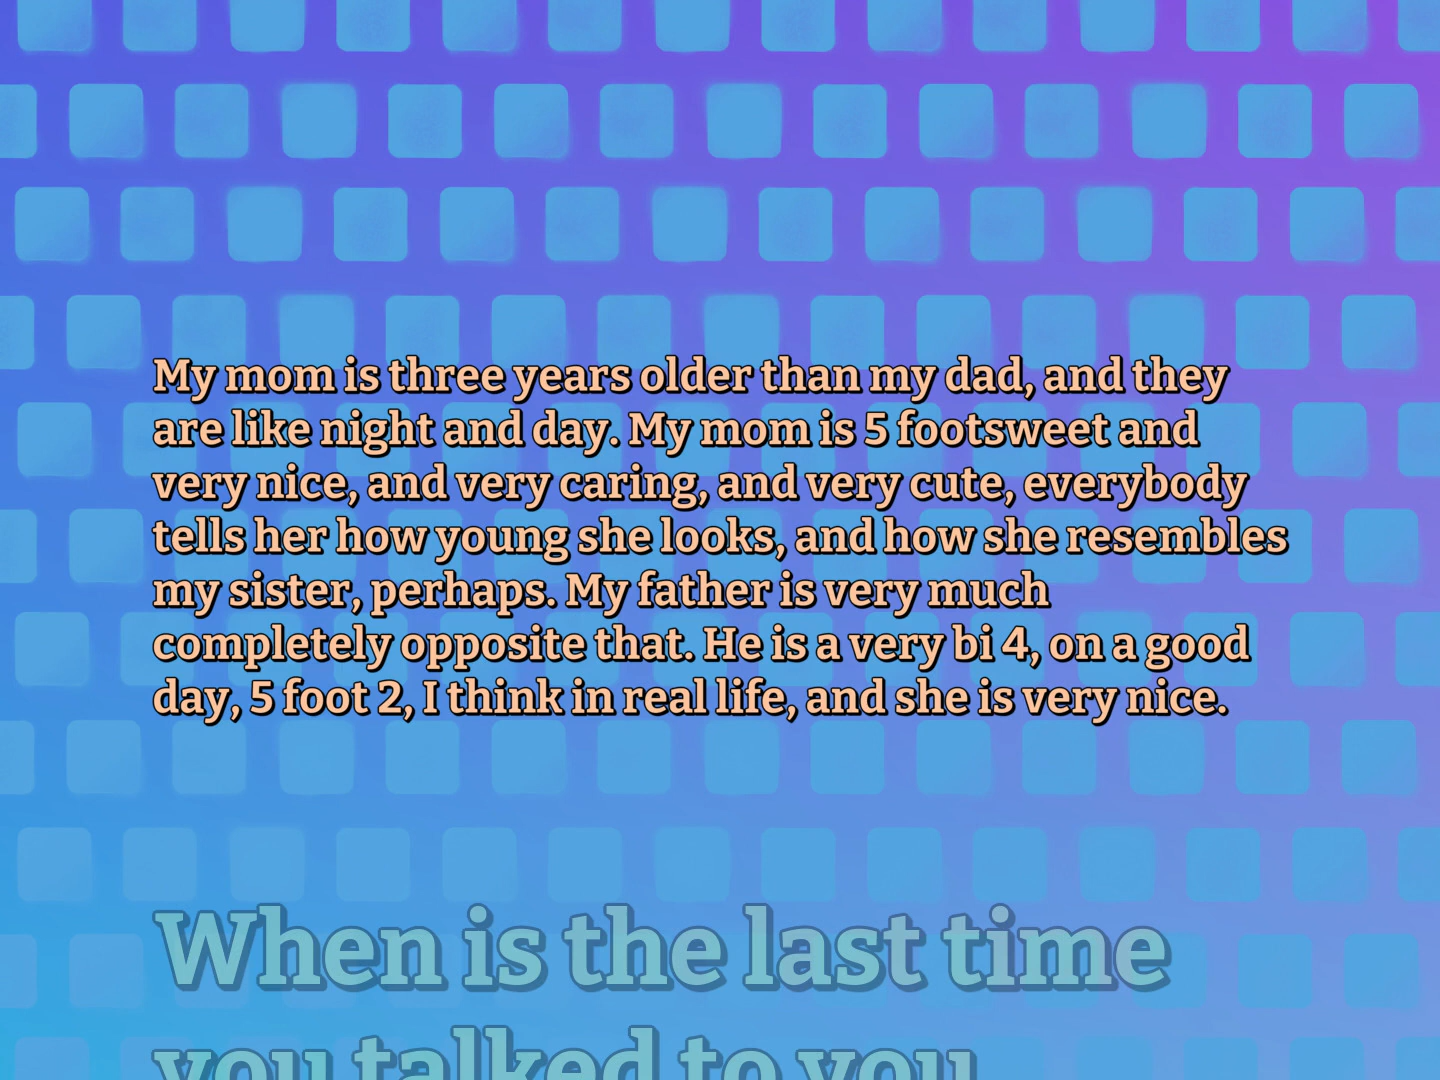 My mom is three years older than my dad, and they
are like night and day. My mom is 5 footsweet and
very nice, and very caring, and very cute, everybody
tells her how young she looks, and how she resembles
my sister, perhaps. My father is very much
completely opposite that. He is a very bi 4, on a good
day, 5 foot 2, I think in real life, and she is very nice.
When is the last time
you talked to you